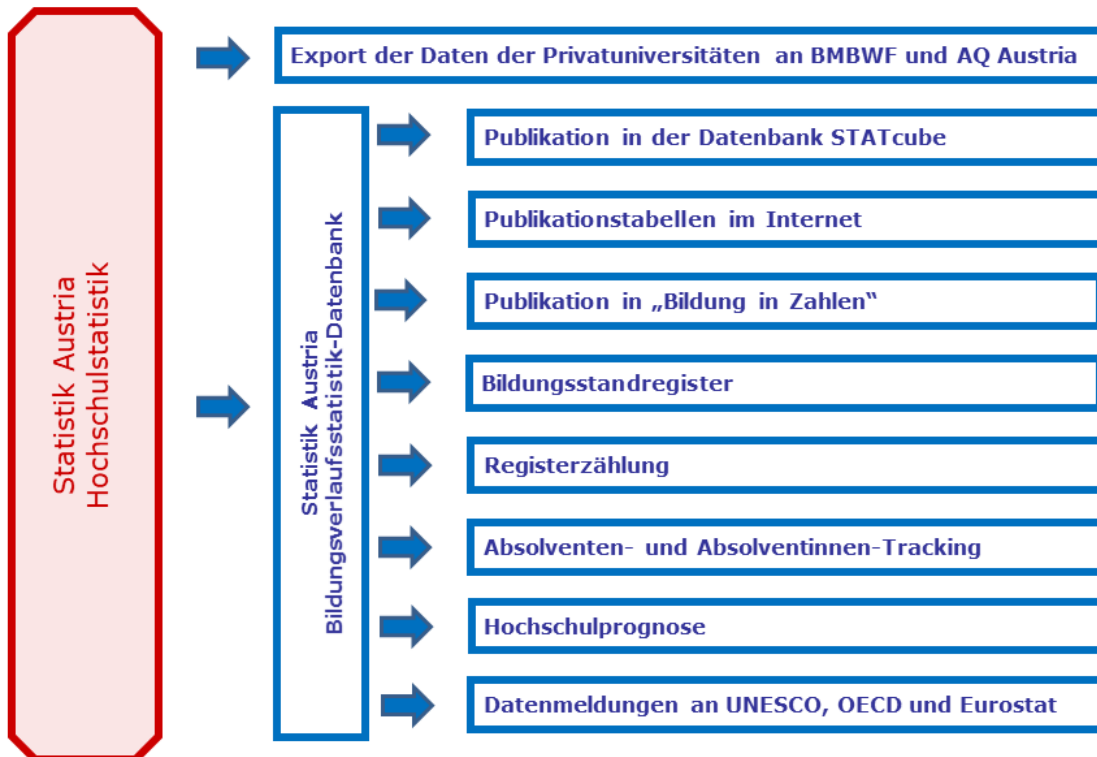 Statistik Austria
Hochschulstatistik
Export der Daten der Privatuniversitäten an BMBWF und AQ Austria
Statistik Austria
Bildungsverlaufsstatistik-Datenbank
Publikation in der Datenbank STATcube
Publikationstabellen im Internet
Publikation in „Bildung in Zahlen“
Bildungsstandregister
Registerzählung
Absolventen- und Absolventinnen-Tracking
Hochschulprognose
Datenmeldungen an UNESCO, OECD und Eurostat